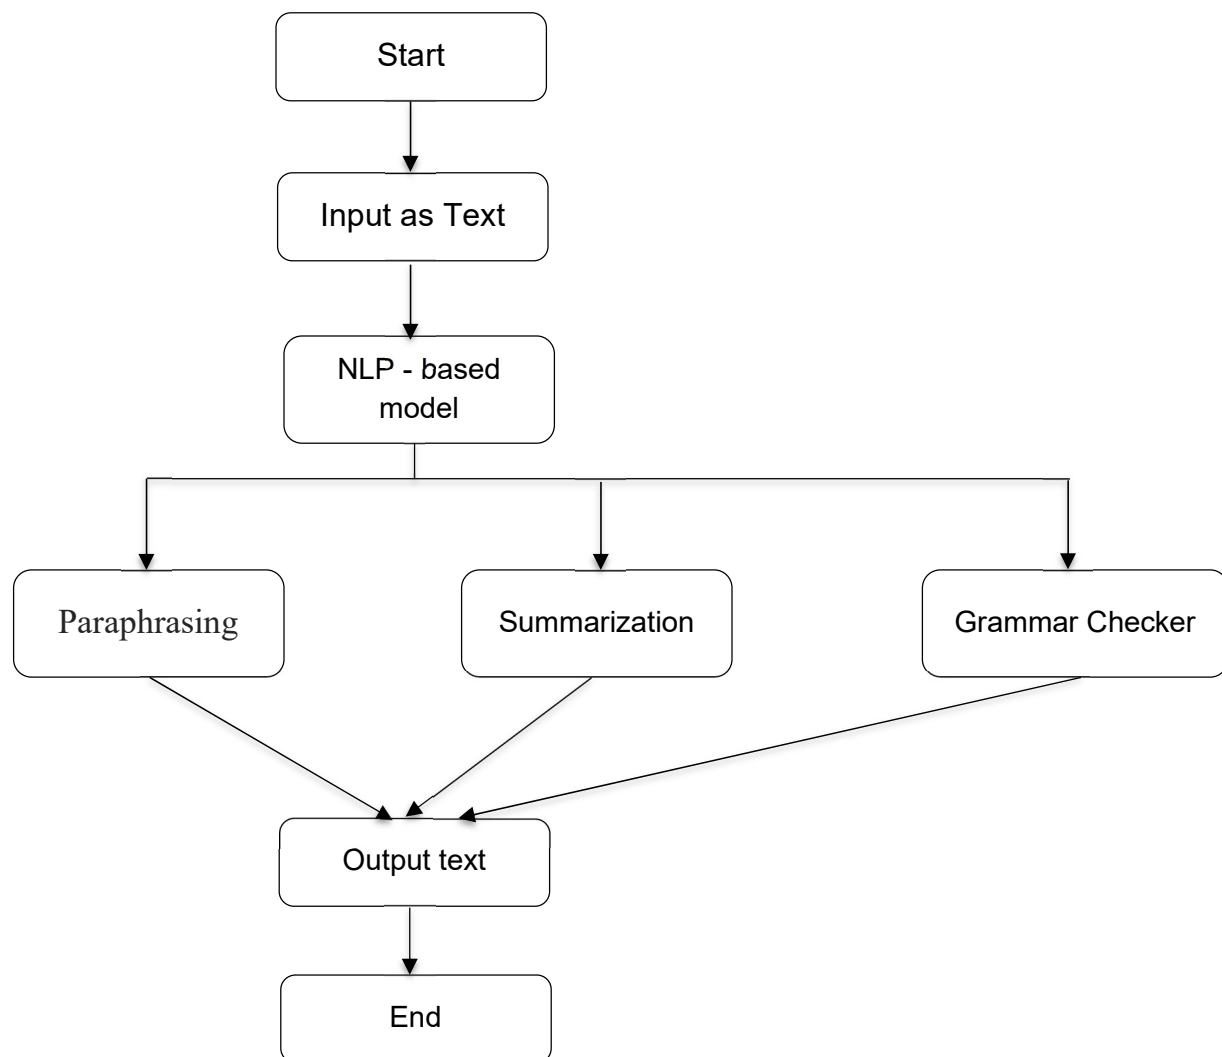 Start
Input as Text
NLP - based
model
Paraphrasing
Summarization
Grammar Checker
Output text
End